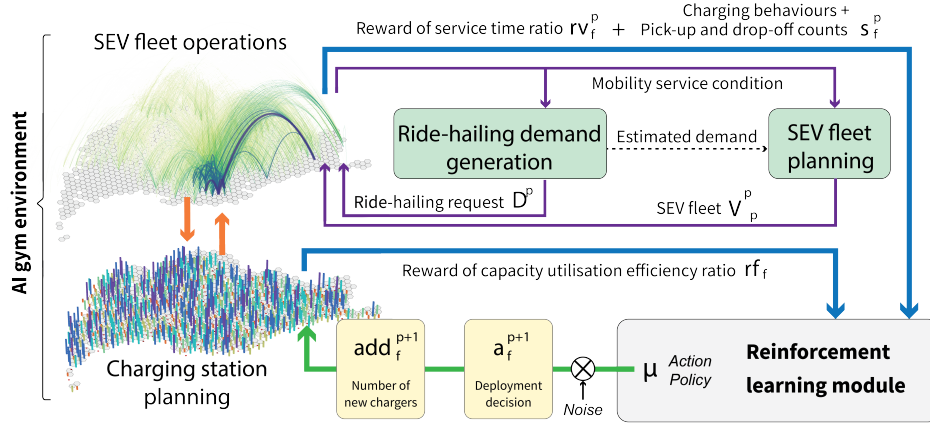 AI gym environment
SEV fleet operations
Reward of service time ratio rv_f^p + Charging behaviours +
Pick-up and drop-off counts s_f^p
Mobility service condition
Ride-hailing demand
generation
Estimated demand
SEV fleet
planning
Ride-hailing request D^p
SEV fleet V_p^p
Reward of capacity utilisation efficiency ratio rf_f
Charging station
planning
add_f^{p+1}
Number of
new chargers
a_f^{p+1}
Deployment
decision
Noise
μ Action
Policy
Reinforcement
learning module